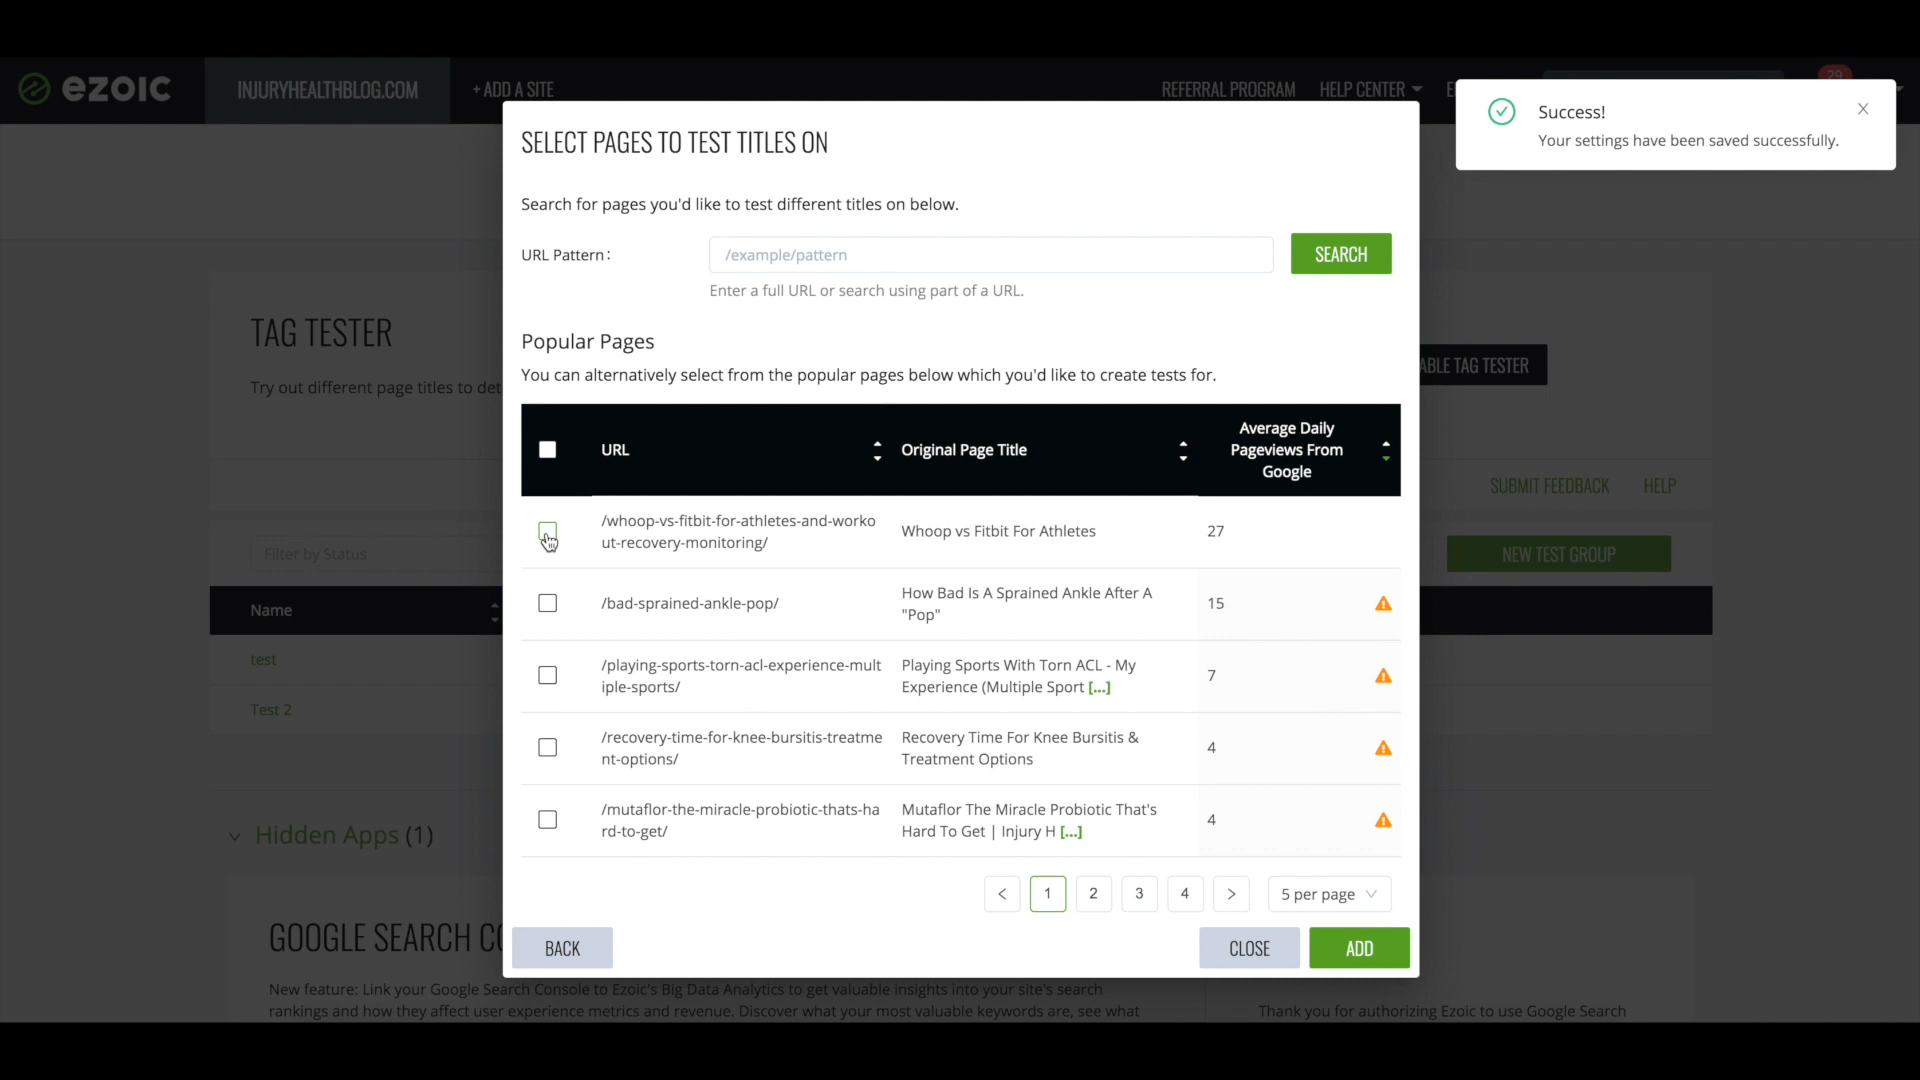 ezoic
INJURYHEALTHBLOG.COM
+ ADD A SITE
REFERRAL PROGRAM
HELP CENTER
29
Success!
Your settings have been saved successfully.
SELECT PAGES TO TEST TITLES ON
Search for pages you'd like to test different titles on below.
URL Pattern:
/example/pattern
SEARCH
Enter a full URL or search using part of a URL.
TAG TESTER
Try out different page titles to det
ABLE TAG TESTER
Popular Pages
You can alternatively select from the popular pages below which you'd like to create tests for.
URL
Original Page Title
Average Daily
Pageviews From
Google
SUBMIT FEEDBACK
HELP
Filter by Status
NEW TEST GROUP
Name
test
Test 2
/whoop-vs-fitbit-for-athletes-and-worko
ut-recovery-monitoring/
Whoop vs Fitbit For Athletes
27
/bad-sprained-ankle-pop/
How Bad Is A Sprained Ankle After A
"Pop"
15
/playing-sports-torn-acl-experience-mult
iple-sports/
Playing Sports With Torn ACL - My
Experience (Multiple Sport [...]
7
/recovery-time-for-knee-bursitis-treatme
nt-options/
Recovery Time For Knee Bursitis &
Treatment Options
4
/mutaflor-the-miracle-probiotic-thats-ha
rd-to-get/
Mutaflor The Miracle Probiotic That's
Hard To Get | Injury H [...]
4
Hidden Apps (1)
< 1 2 3 4 >
5 per page
BACK
CLOSE
ADD
GOOGLE SEARCH CO
New feature: Link your Google Search Console to Ezoic's Big Data Analytics to get valuable insights into your site's search
rankings and how they affect user experience metrics and revenue. Discover what your most valuable keywords are, see what
Thank you for authorizing Ezoic to use Google Search